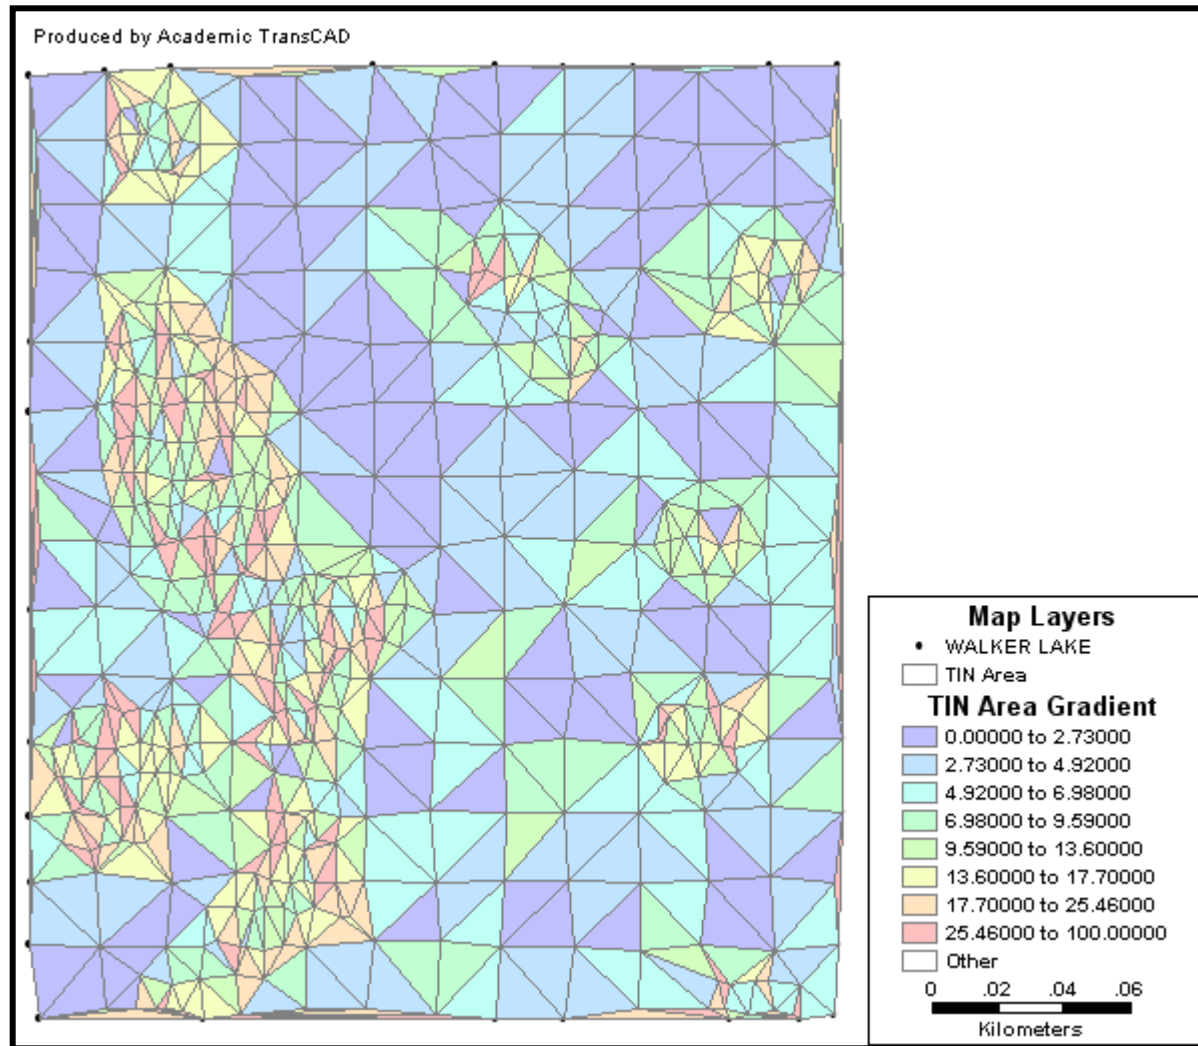 Produced by Academic TransCAD
Map Layers
WALKER LAKE
TIN Area
TIN Area Gradient
0.00000 to 2.73000
2.73000 to 4.92000
4.92000 to 6.98000
6.98000 to 9.59000
9.59000 to 13.60000
13.60000 to 17.70000
17.70000 to 25.46000
25.46000 to 100.00000
Other
0 .02 .04 .06
Kilometers